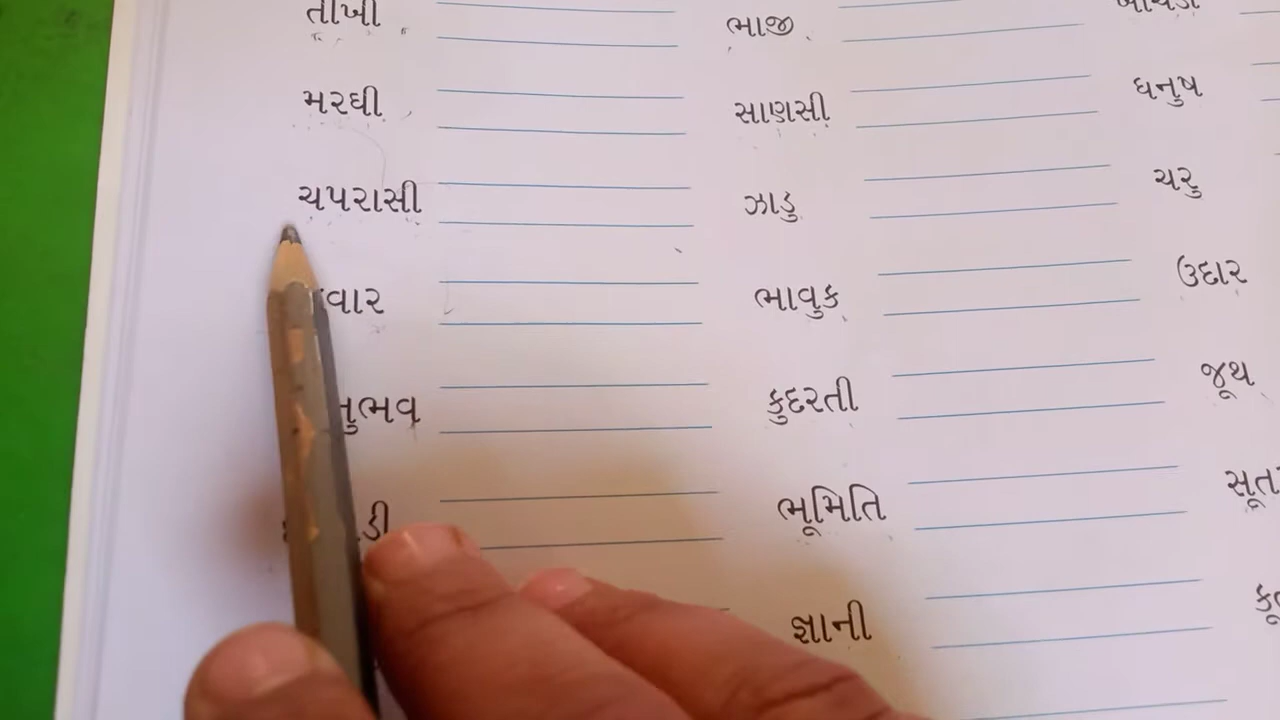 તીખી ભાજી
મરઘી સાણસી ધનુષ
ચપરાસી ઝાડુ ચરુ
ભાવુક ઉદાર
કુદરતી જૂથ
ભૂમિતિ
જ્ઞાની